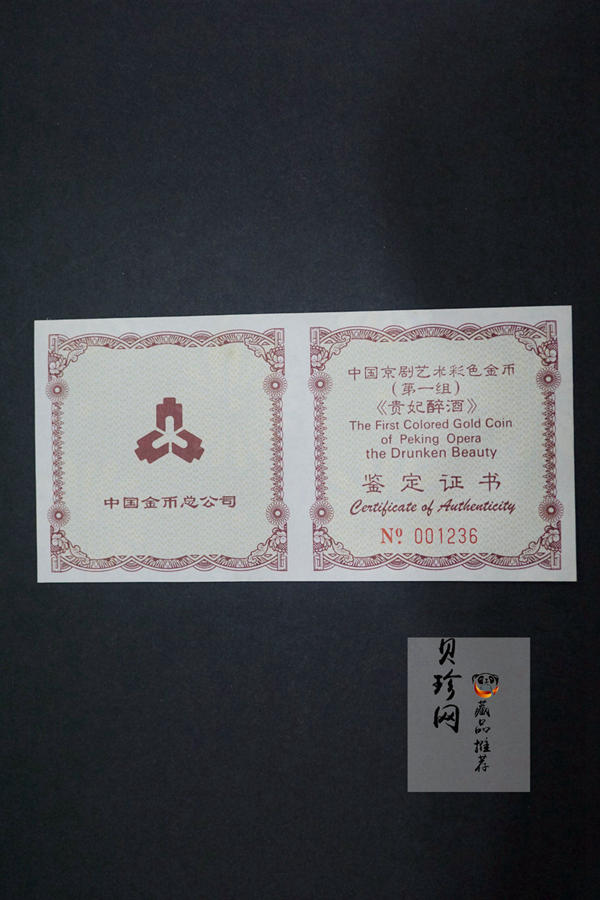 中国金币总公司
中国京剧艺术彩色金币
(第一组)
《贵妃醉酒》
The First Colored Gold Coin
of Peking Opera
the Drunken Beauty
鉴定证书
Certificate of Authenticity
Nº 001236
贝珍网
藏品推荐